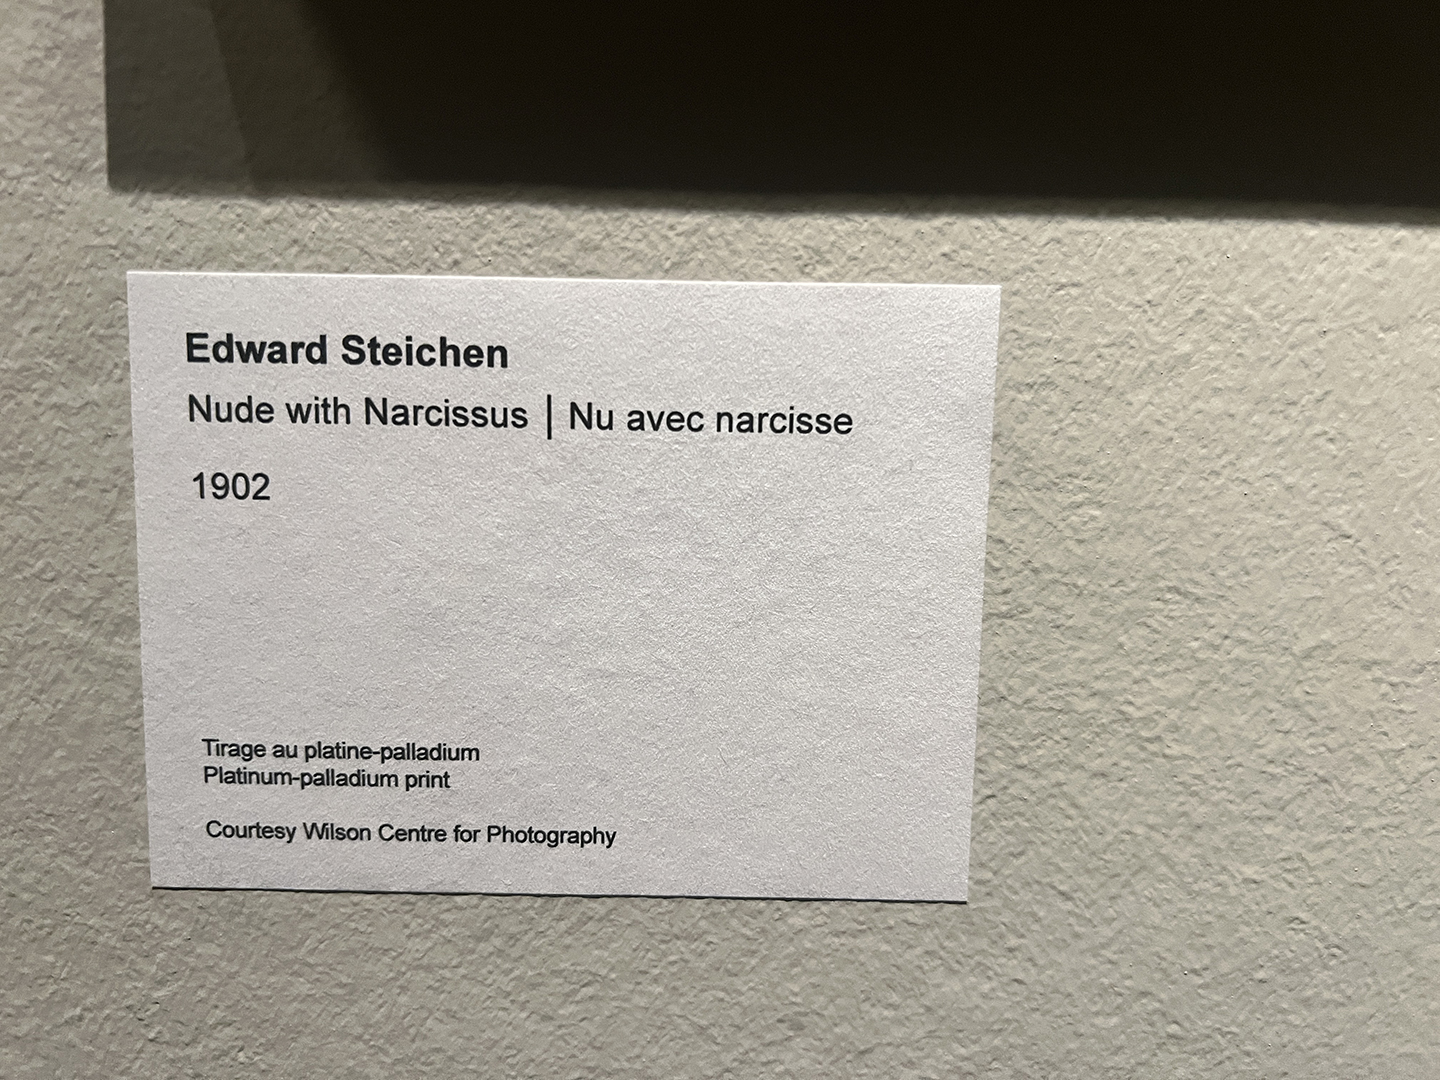 Edward Steichen
Nude with Narcissus | Nu avec narcisse
1902
Tirage au platine-palladium
Platinum-palladium print
Courtesy Wilson Centre for Photography